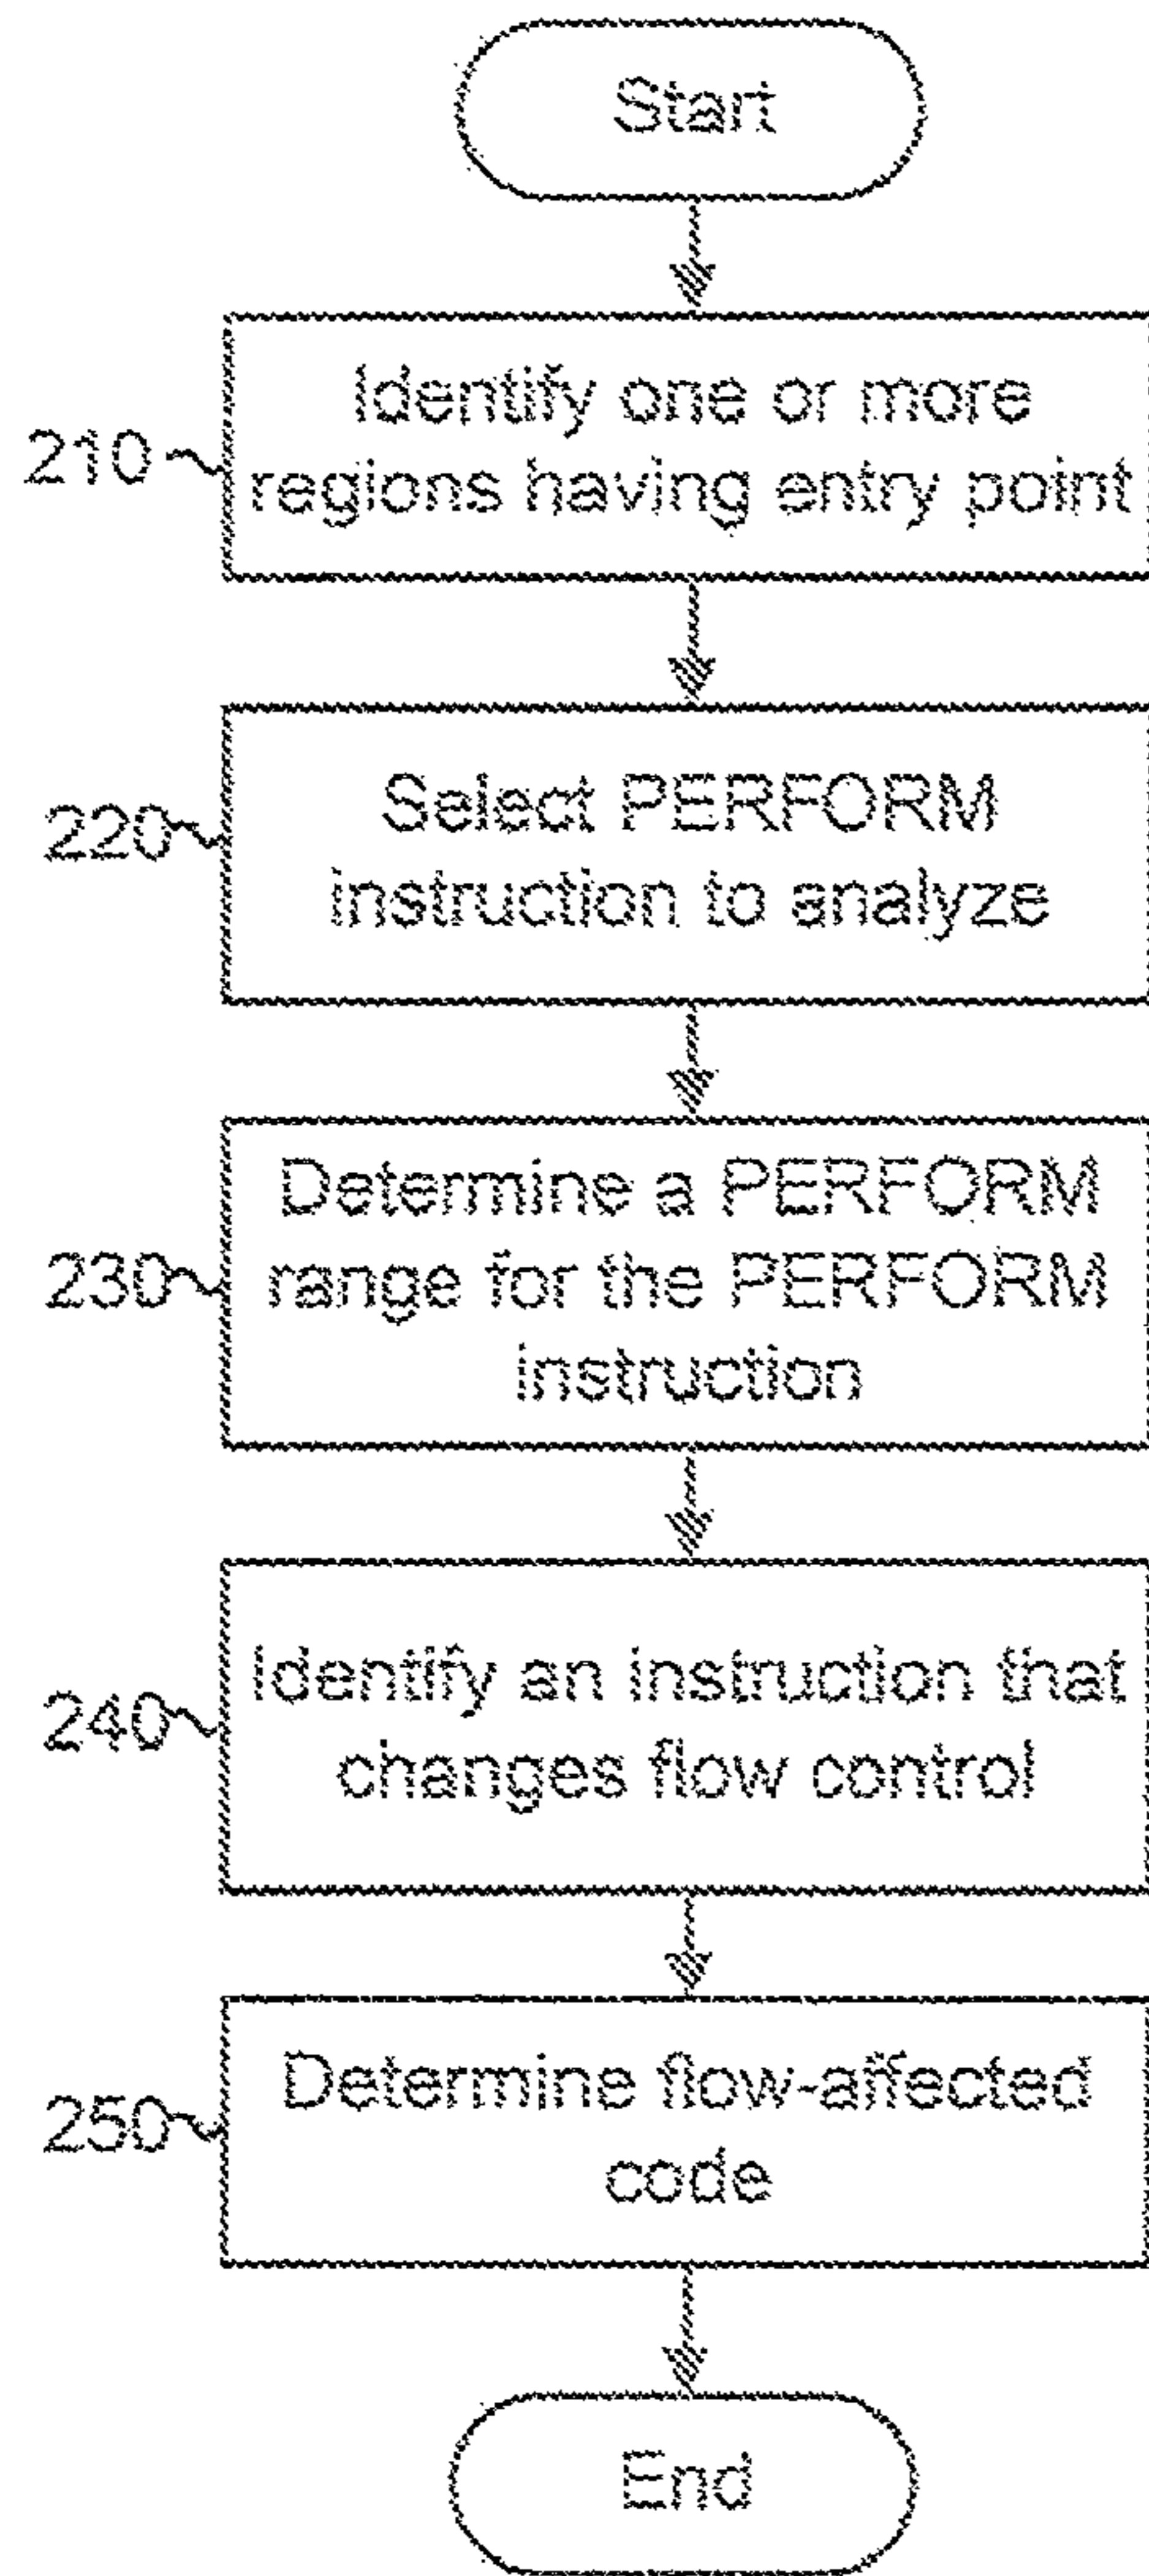 Start
210
Identify one or more
regions having entry point
220
Select PERFORM
instruction to analyze
230
Determine a PERFORM
range for the PERFORM
instruction
240
Identify an instruction that
changes flow control
250
Determine flow-affected
code
End